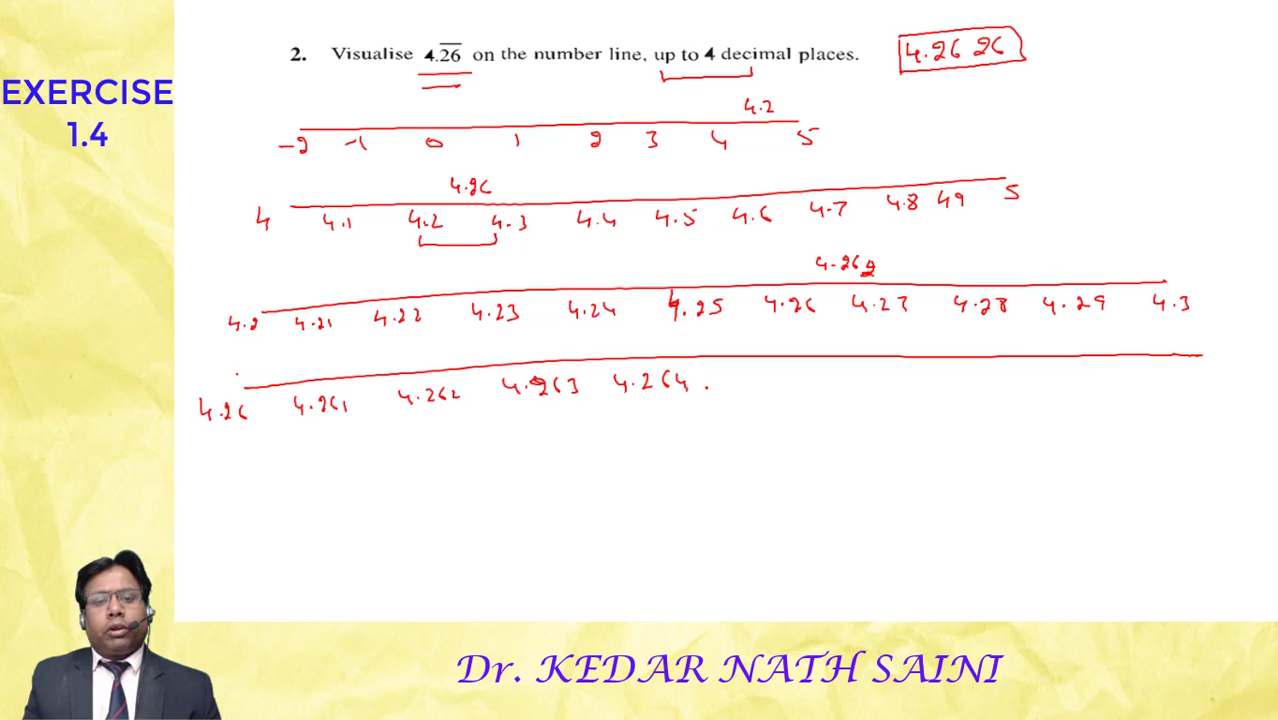 EXERCISE
1.4
2. Visualise 4.2̅6̅ on the number line, up to 4 decimal places.
4.26 26
4.2
-2 -1 0 1 2 3 4 5
4.26
4 4.1 4.2 4.3 4.4 4.5 4.6 4.7 4.8 49 5
4.262
4.2 4.21 4.22 4.23 4.24 4.25 4.26 4.27 4.28 4.29 4.3
4.26 4.261 4.262 4.263 4.264 .
Dr. KEDAR NATH SAINI